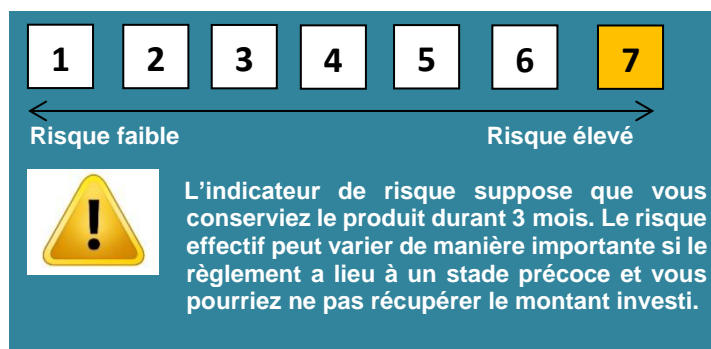 1 2 3 4 5 6 7
Risque faible Risque élevé
L’indicateur de risque suppose que vous
conserviez le produit durant 3 mois. Le risque
effectif peut varier de manière importante si le
règlement a lieu à un stade précoce et vous
pourriez ne pas récupérer le montant investi.